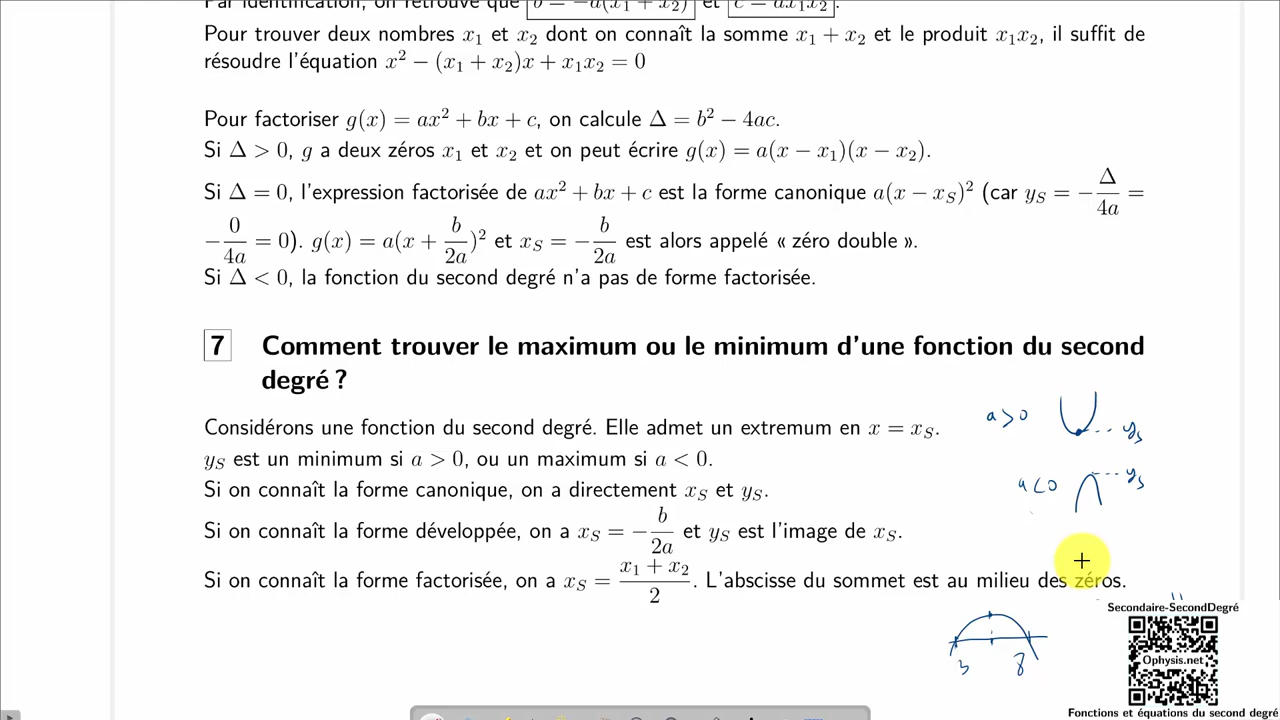 Par identification, on retrouve que b = −a(x₁ + x₂) et c = ax₁x₂.
Pour trouver deux nombres x₁ et x₂ dont on connaît la somme x₁ + x₂ et le produit x₁x₂, il suffit de
résoudre l'équation x² − (x₁ + x₂)x + x₁x₂ = 0
Pour factoriser g(x) = ax² + bx + c, on calcule Δ = b² − 4ac.
Si Δ > 0, g a deux zéros x₁ et x₂ et on peut écrire g(x) = a(x − x₁)(x − x₂).
Si Δ = 0, l'expression factorisée de ax² + bx + c est la forme canonique a(x − x_S)² (car y_S = −Δ/4a =
−0/4a = 0). g(x) = a(x + b/2a)² et x_S = −b/2a est alors appelé « zéro double ».
Si Δ < 0, la fonction du second degré n'a pas de forme factorisée.
7 Comment trouver le maximum ou le minimum d'une fonction du second
degré ?
Considérons une fonction du second degré. Elle admet un extremum en x = x_S.
y_S est un minimum si a > 0, ou un maximum si a < 0.
Si on connaît la forme canonique, on a directement x_S et y_S.
Si on connaît la forme développée, on a x_S = −b/2a et y_S est l'image de x_S.
Si on connaît la forme factorisée, on a x_S = (x₁ + x₂)/2. L'abscisse du sommet est au milieu des zéros.
a>0
y_S
a<0
y_S
3 8
Secondaire-SecondDegré
Ophysis.net
Fonctions et équations du second degré